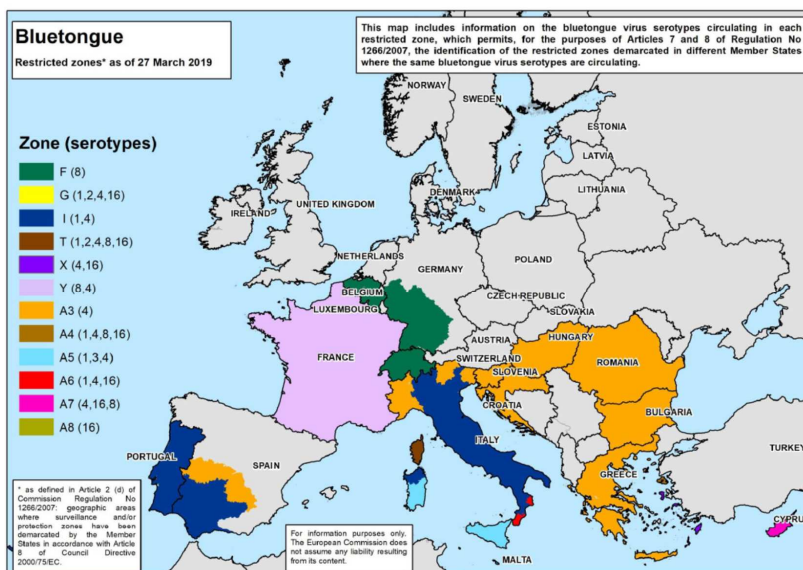 Bluetongue
Restricted zones* as of 27 March 2019
This map includes information on the bluetongue virus serotypes circulating in each
restricted zone, which permits, for the purposes of Articles 7 and 8 of Regulation No
1266/2007, the identification of the restricted zones demarcated in different Member States
where the same bluetongue virus serotypes are circulating.
NORWAY
SWEDEN
ESTONIA
LATVIA
LITHUANIA
DENMARK
IRELAND
UNITED KINGDOM
NETHERLANDS
GERMANY
POLAND
BELGIUM
LUXEMBOURG
CZECH REPUBLIC
SLOVAKIA
AUSTRIA
HUNGARY
FRANCE
SWITZERLAND
SLOVENIA
ROMANIA
CROATIA
BULGARIA
ITALY
PORTUGAL
SPAIN
GREECE
TURKEY
CYPRU
MALTA
Zone (serotypes)
F (8)
G (1,2,4,16)
I (1,4)
T (1,2,4,8,16)
X (4,16)
Y (8,4)
A3 (4)
A4 (1,4,8,16)
A5 (1,3,4)
A6 (1,4,16)
A7 (4,16,8)
A8 (16)
* as defined in Article 2 (d) of
Commission Regulation No
1266/2007: geographic areas
where surveillance and/or
protection zones have been
demarcated by the Member
States in accordance with Article
8 of Council Directive
2000/75/EC.
For information purposes only.
The European Commission does
not assume any liability resulting
from its content.